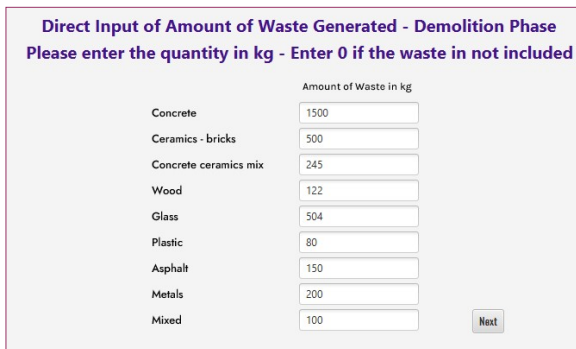 Direct Input of Amount of Waste Generated - Demolition Phase
Please enter the quantity in kg - Enter 0 if the waste in not included
Amount of Waste in kg
Concrete 1500
Ceramics - bricks 500
Concrete ceramics mix 245
Wood 122
Glass 504
Plastic 80
Asphalt 150
Metals 200
Mixed 100 Next